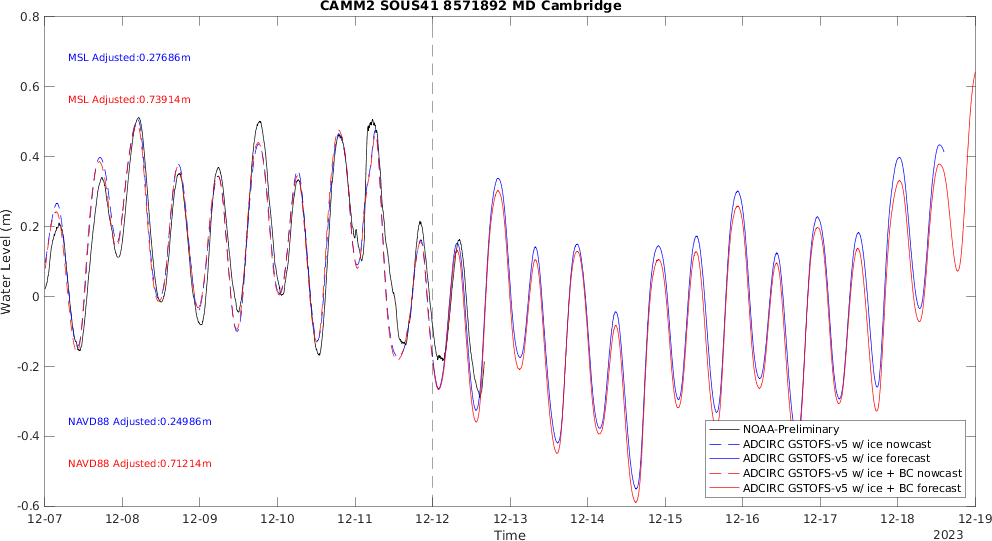 CAMM2 SOUS41 8571892 MD Cambridge
0.8
0.6
0.4
0.2
0
-0.2
-0.4
-0.6
Water Level (m)
MSL Adjusted:0.27686m
MSL Adjusted:0.73914m
NAVD88 Adjusted:0.24986m
NAVD88 Adjusted:0.71214m
NOAA-Preliminary
ADCIRC GSTOFS-v5 w/ ice nowcast
ADCIRC GSTOFS-v5 w/ ice forecast
ADCIRC GSTOFS-v5 w/ ice + BC nowcast
ADCIRC GSTOFS-v5 w/ ice + BC forecast
12-07 12-08 12-09 12-10 12-11 12-12 12-13 12-14 12-15 12-16 12-17 12-18 12-19
Time
2023